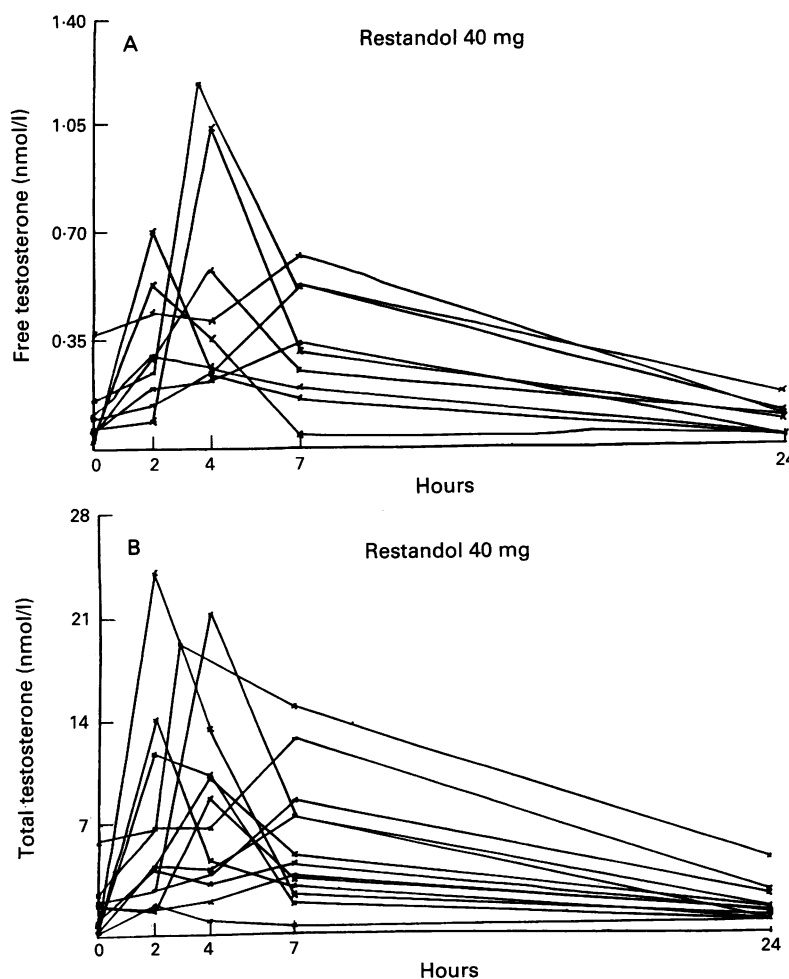 1·40
A
Restandol 40 mg
1·05
0·70
0·35
Free testosterone (nmol/l)
0 2 4 7 24
Hours
28
B
Restandol 40 mg
21
14
7
Total testosterone (nmol/l)
0 2 4 7 24
Hours